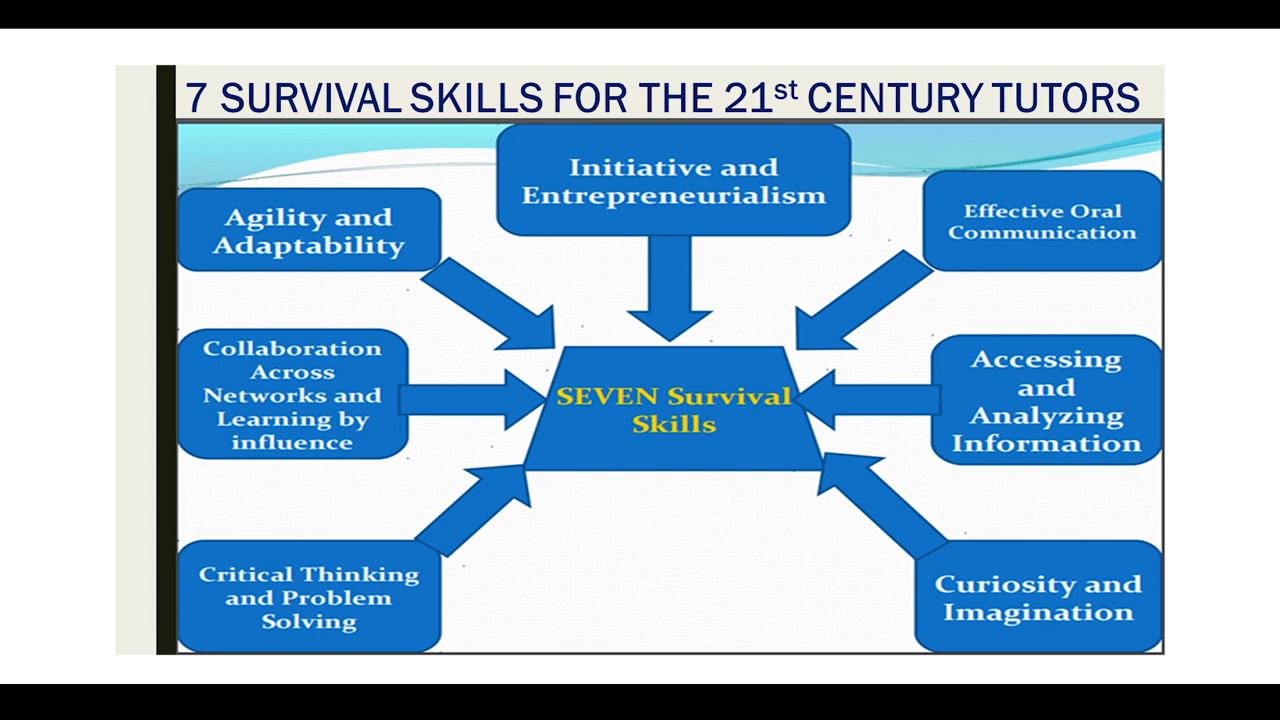 7 SURVIVAL SKILLS FOR THE 21st CENTURY TUTORS
Initiative and
Entrepreneurialism
Agility and
Adaptability
Effective Oral
Communication
Collaboration
Across
Networks and
Learning by
influence
SEVEN Survival
Skills
Accessing
and
Analyzing
Information
Critical Thinking
and Problem
Solving
Curiosity and
Imagination